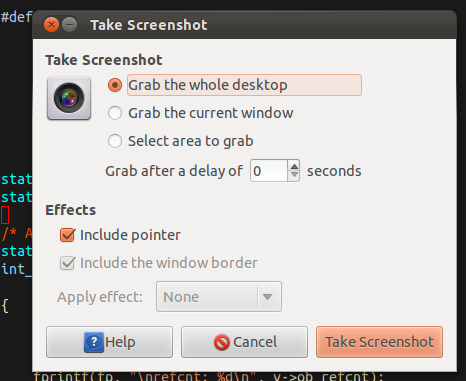 #def
Take Screenshot
Take Screenshot
Grab the whole desktop
Grab the current window
Select area to grab
Grab after a delay of 0 seconds
stat
stat
Effects
/* A
Include pointer
stat
int_
Include the window border
{
Apply effect: None
Help Cancel Take Screenshot
fprintf(fp, "\nrefcnt: %d\n", v->ob_refcnt);